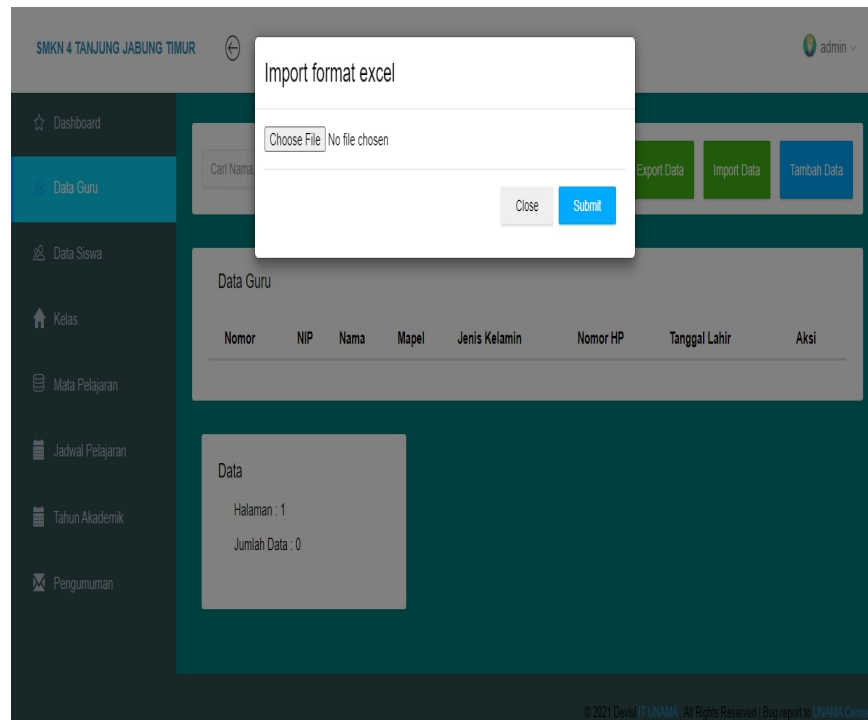 SMKN 4 TANJUNG JABUNG TIMUR
admin
Import format excel
Choose File No file chosen
Close Submit
Dashboard
Data Guru
Data Siswa
Kelas
Mata Pelajaran
Jadwal Pelajaran
Tahun Akademik
Pengumuman
Cari Nama
Export Data Import Data Tambah Data
Data Guru
Nomor NIP Nama Mapel Jenis Kelamin Nomor HP Tanggal Lahir Aksi
Data
Halaman : 1
Jumlah Data : 0
© 2021 Devisi IT UNAMA . All Rights Reserved | Bug report to UNAMA Center